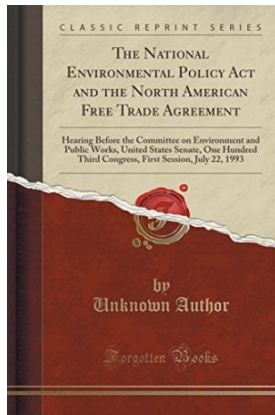 CLASSIC REPRINT SERIES
THE NATIONAL
ENVIRONMENTAL POLICY ACT
AND THE NORTH AMERICAN
FREE TRADE AGREEMENT
Hearing Before the Committee on Environment and
Public Works, United States Senate, One Hundred
Third Congress, First Session, July 22, 1993
by
Unknown Author
Forgotten Books